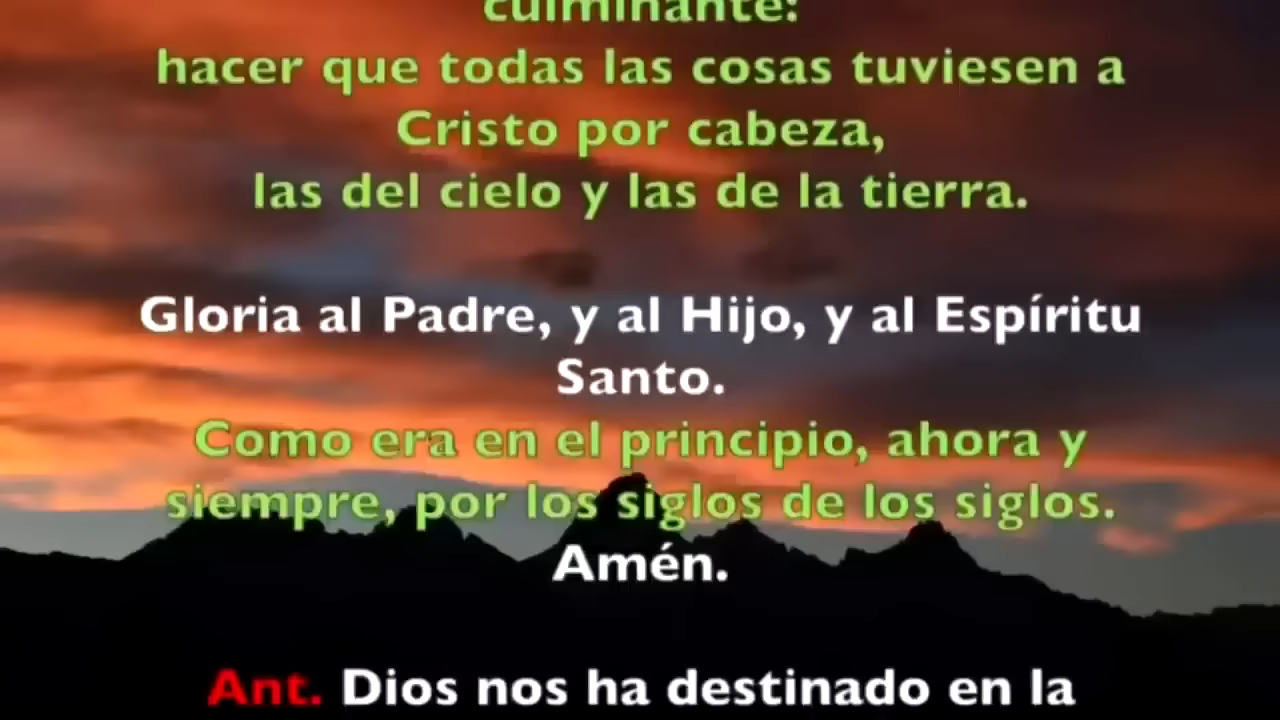 culminante:
hacer que todas las cosas tuviesen a
Cristo por cabeza,
las del cielo y las de la tierra.
Gloria al Padre, y al Hijo, y al Espíritu
Santo.
Como era en el principio, ahora y
siempre, por los siglos de los siglos.
Amén.
Ant. Dios nos ha destinado en la